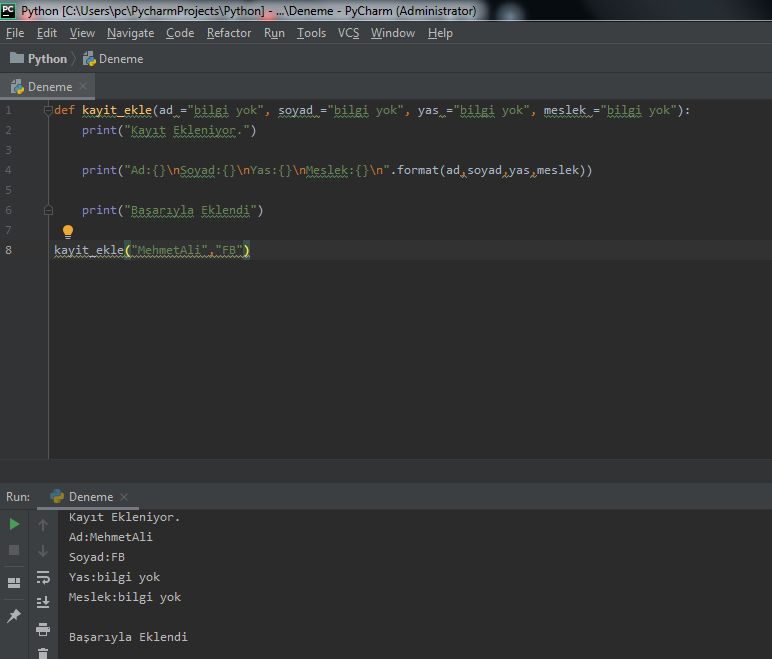 PC Python [C:\Users\pc\PycharmProjects\Python] - ...\Deneme - PyCharm (Administrator)
File Edit View Navigate Code Refactor Run Tools VCS Window Help
Python Deneme
Deneme
1 def kayit_ekle(ad ="bilgi yok", soyad ="bilgi yok", yas ="bilgi yok", meslek ="bilgi yok"):
2 print("Kayıt Ekleniyor.")
3
4 print("Ad:{}\nSoyad:{}\nYas:{}\nMeslek:{}\n".format(ad,soyad,yas,meslek))
5
6 print("Başarıyla Eklendi")
7
8 kayit_ekle("MehmetAli","FB")
Run: Deneme
Kayıt Ekleniyor.
Ad:MehmetAli
Soyad:FB
Yas:bilgi yok
Meslek:bilgi yok
Başarıyla Eklendi